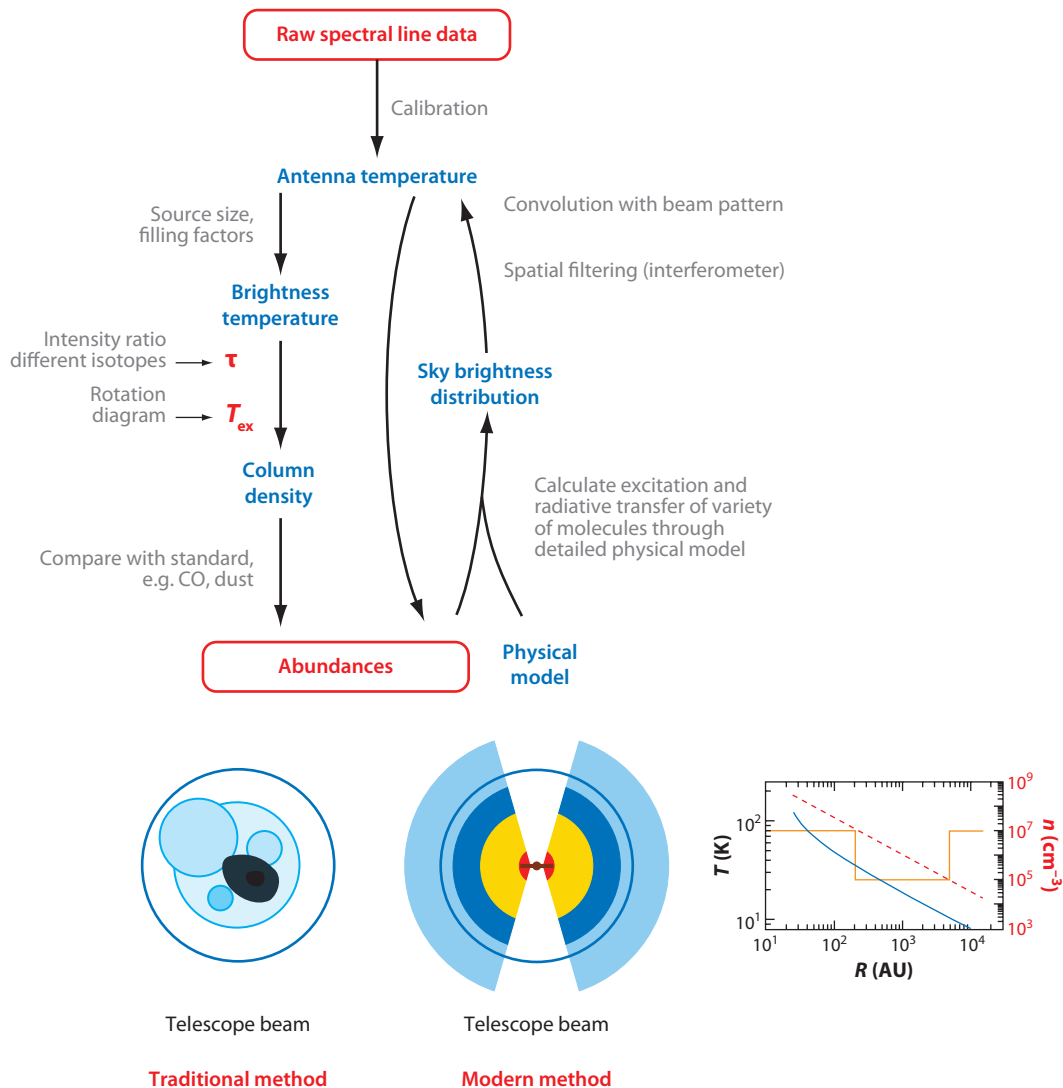 Raw spectral line data
Calibration
Antenna temperature
Convolution with beam pattern
Source size,
filling factors
Spatial filtering (interferometer)
Brightness
temperature
Intensity ratio
different isotopes
τ
Rotation
diagram
Tex
Sky brightness
distribution
Column
density
Calculate excitation and
radiative transfer of variety
of molecules through
detailed physical model
Compare with standard,
e.g. CO, dust
Abundances
Physical
model
Telescope beam
Traditional method
Telescope beam
Modern method
T (K)
10²
10¹
10¹
10²
10³
10⁴
R (AU)
10⁹
10⁷
10⁵
10³
n (cm⁻³)